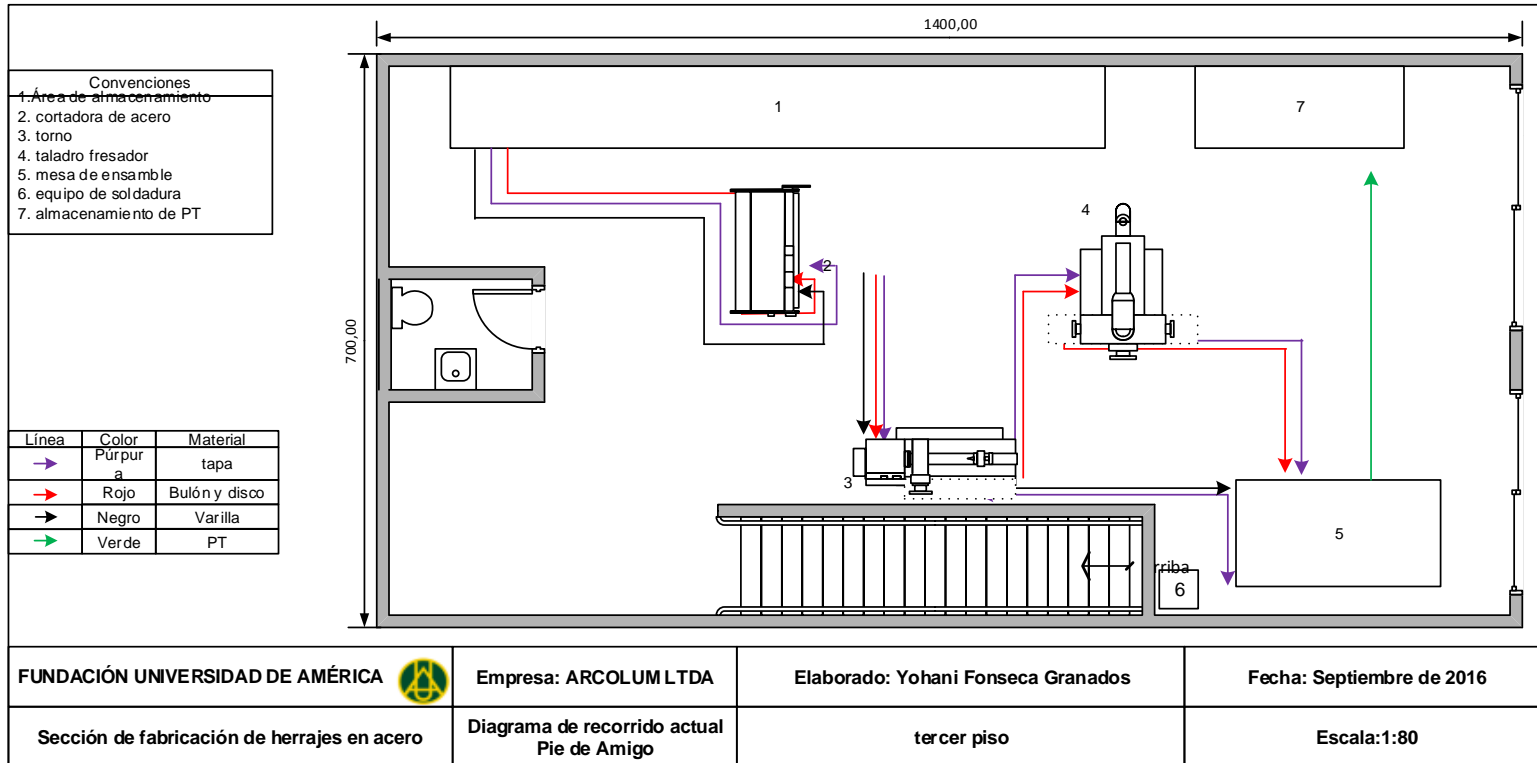 1400,00
Convenciones
1.Área de almacenamiento
2. cortadora de acero
3. torno
4. taladro fresador
5. mesa de ensamble
6. equipo de soldadura
7. almacenamiento de PT
1
7
4
2
700,00
Línea Color Material
Púrpur
a tapa
Rojo Bulón y disco
Negro Varilla
Verde PT
3
5
rriba
6
FUNDACIÓN UNIVERSIDAD DE AMÉRICA Empresa: ARCOLUM LTDA Elaborado: Yohani Fonseca Granados Fecha: Septiembre de 2016
Sección de fabricación de herrajes en acero Diagrama de recorrido actual
Pie de Amigo tercer piso Escala:1:80